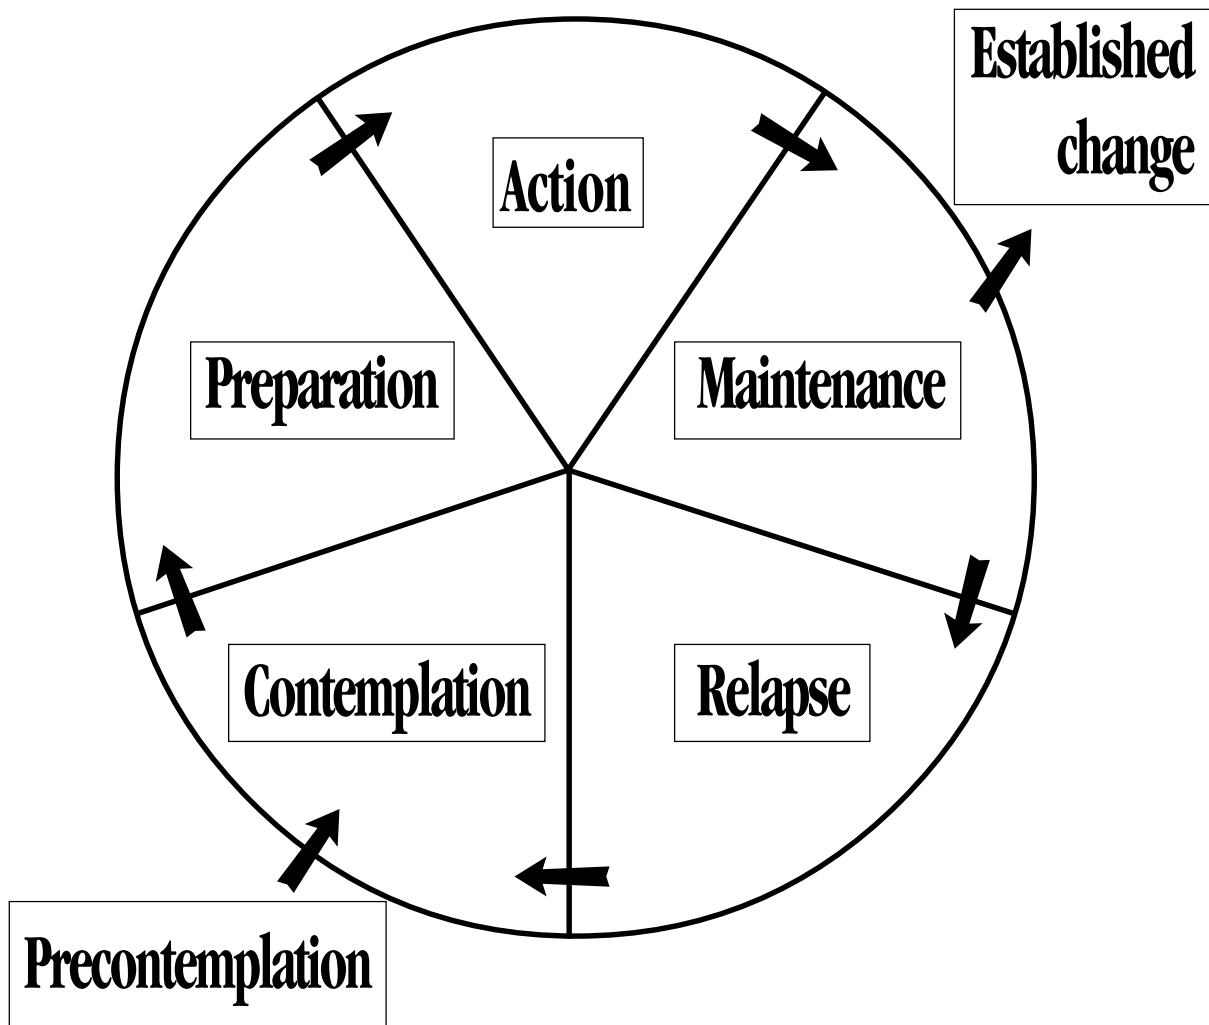 Established
change
Action
Preparation
Maintenance
Contemplation
Relapse
Precontemplation